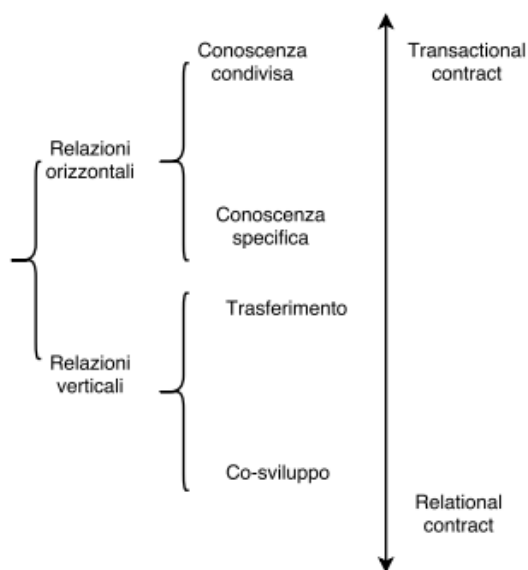 Conoscenza
condivisa
Transactional
contract
Relazioni
orizzontali
Conoscenza
specifica
Trasferimento
Relazioni
verticali
Co-sviluppo
Relational
contract